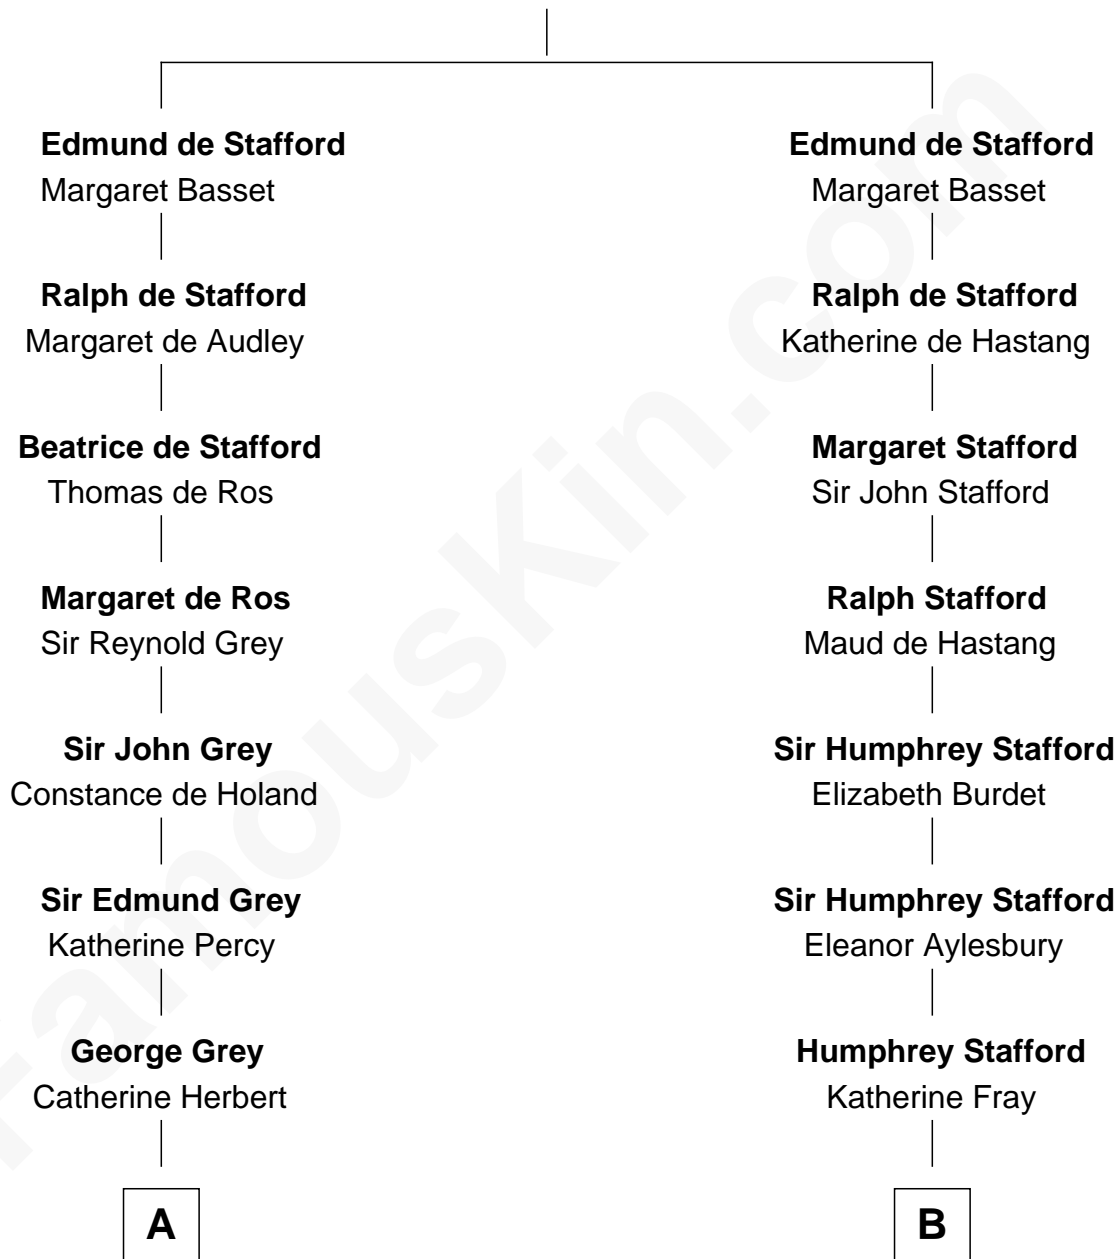 Edmund de Stafford
Margaret Basset
Ralph de Stafford
Margaret de Audley
Beatrice de Stafford
Thomas de Ros
Margaret de Ros
Sir Reynold Grey
Sir John Grey
Constance de Holand
Sir Edmund Grey
Katherine Percy
George Grey
Catherine Herbert
A
Edmund de Stafford
Margaret Basset
Ralph de Stafford
Katherine de Hastang
Margaret Stafford
Sir John Stafford
Ralph Stafford
Maud de Hastang
Sir Humphrey Stafford
Elizabeth Burdet
Sir Humphrey Stafford
Eleanor Aylesbury
Humphrey Stafford
Katherine Fray
B
FamousKin.com